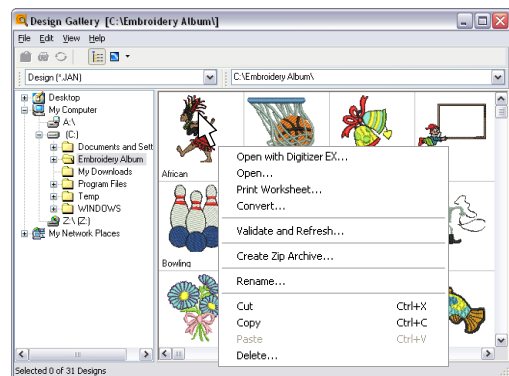 Design Gallery [C:\Embroidery Album\]
File Edit View Help
Design (*.JAN) C:\Embroidery Album\
Desktop
My Computer
A:\
(C:)
Documents and Sett
Embroidery Album
My Downloads
Program Files
Temp
WINDOWS
Z:\ (Z:)
My Network Places
African
Bowling
Open with Digitizer EX...
Open...
Print Worksheet...
Convert...
Validate and Refresh...
Create Zip Archive...
Rename...
Cut Ctrl+X
Copy Ctrl+C
Paste Ctrl+V
Delete...
Selected 0 of 31 Designs